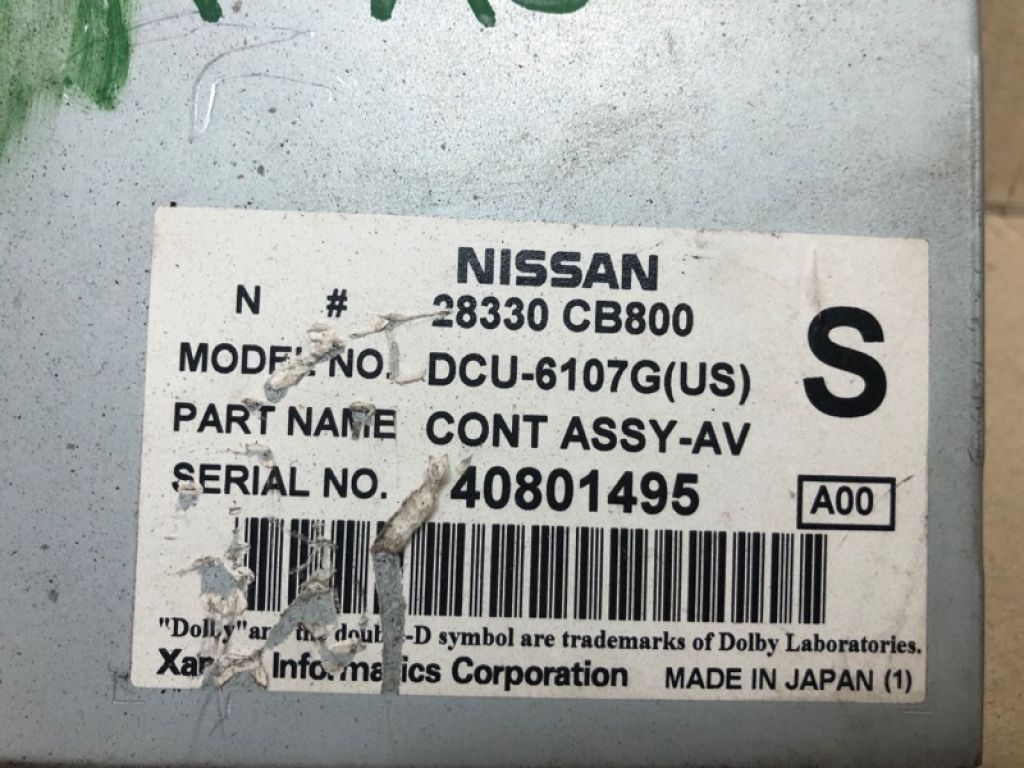 NISSAN
N # 28330 CB800
MODEL NO. DCU-6107G(US)
S
PART NAME CONT ASSY-AV
SERIAL NO. 40801495
A00
"Dolby" and the double-D symbol are trademarks of Dolby Laboratories.
Informatics Corporation MADE IN JAPAN (1)